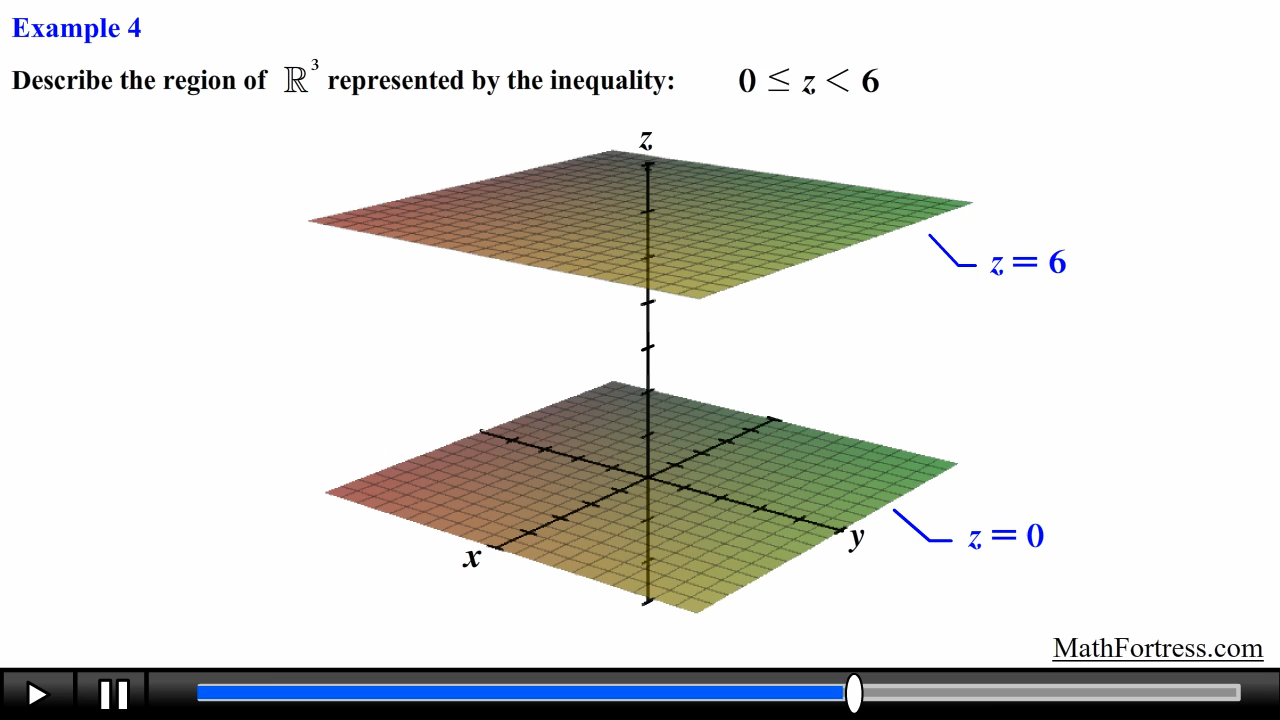 Example 4
Describe the region of ℝ³ represented by the inequality: 0 ≤ z < 6
z
z = 6
x
y
z = 0
MathFortress.com